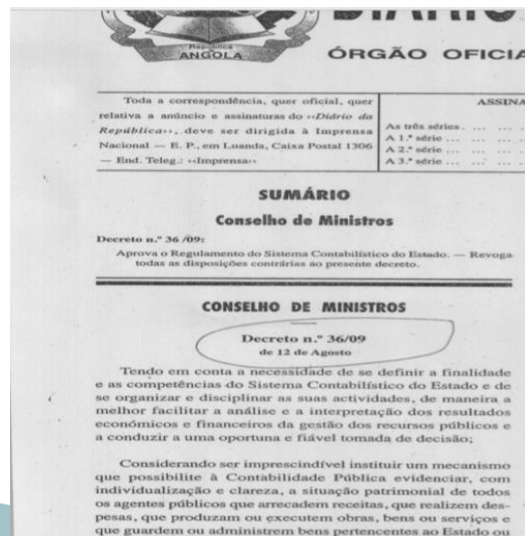 República
ANGOLA
DIÁRIO
ÓRGÃO OFICIA
Toda a correspondência, quer oficial, quer
relativa a anúncio e assinaturas do «Diário da
República», deve ser dirigida à Imprensa
Nacional — E. P., em Luanda, Caixa Postal 1306
— End. Teleg.: «Imprensa»
ASSINA
As três séries. ... ... ...
A 1.ª série ... ... ...
A 2.ª série ... ... ...
A 3.ª série ... ... ...
SUMÁRIO
Conselho de Ministros
Decreto n.º 36 /09:
Aprova o Regulamento do Sistema Contabilístico do Estado. — Revoga
todas as disposições contrárias ao presente decreto.
CONSELHO DE MINISTROS
Decreto n.º 36/09
de 12 de Agosto
Tendo em conta a necessidade de se definir a finalidade
e as competências do Sistema Contabilístico do Estado e de
se organizar e disciplinar as suas actividades, de maneira a
melhor facilitar a análise e a interpretação dos resultados
económicos e financeiros da gestão dos recursos públicos e
a conduzir a uma oportuna e fiável tomada de decisão;
Considerando ser imprescindível instituir um mecanismo
que possibilite à Contabilidade Pública evidenciar, com
individualização e clareza, a situação patrimonial de todos
os agentes públicos que arrecadem receitas, que realizem des-
pesas, que produzam ou executem obras, bens ou serviços e
que guardem ou administrem bens pertencentes ao Estado ou